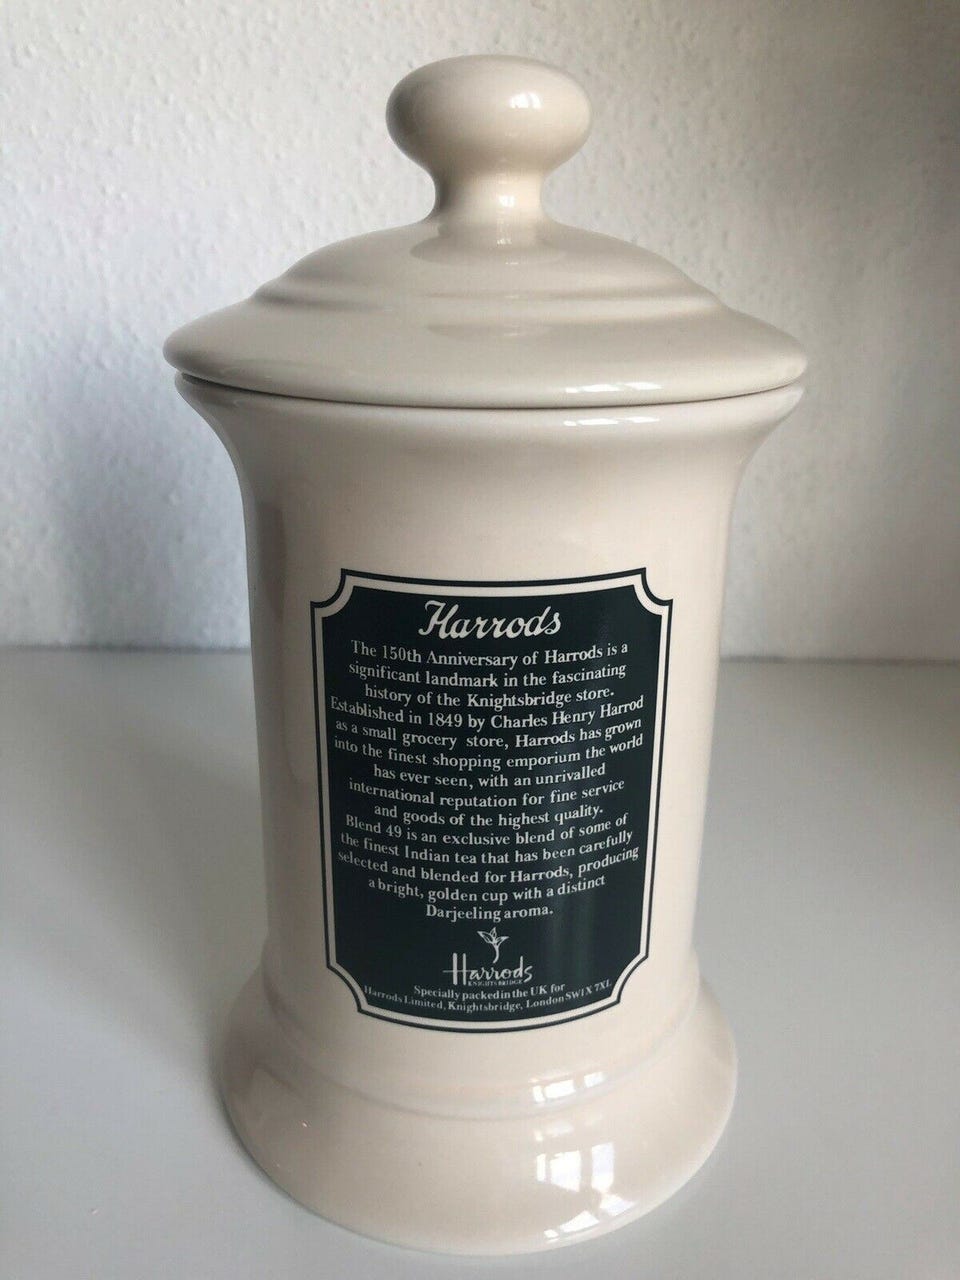 Harrods
The 150th Anniversary of Harrods is a
significant landmark in the fascinating
history of the Knightsbridge store.
Established in 1849 by Charles Henry Harrod
as a small grocery store, Harrods has grown
into the finest shopping emporium the world
has ever seen, with an unrivalled
international reputation for fine service
and goods of the highest quality.
Blend 49 is an exclusive blend of some of
the finest Indian tea that has been carefully
selected and blended for Harrods, producing
a bright, golden cup with a distinct
Darjeeling aroma.
Harrods
KNIGHTSBRIDGE
Specially packed in the UK for
Harrods Limited, Knightsbridge, London SW1X 7XL